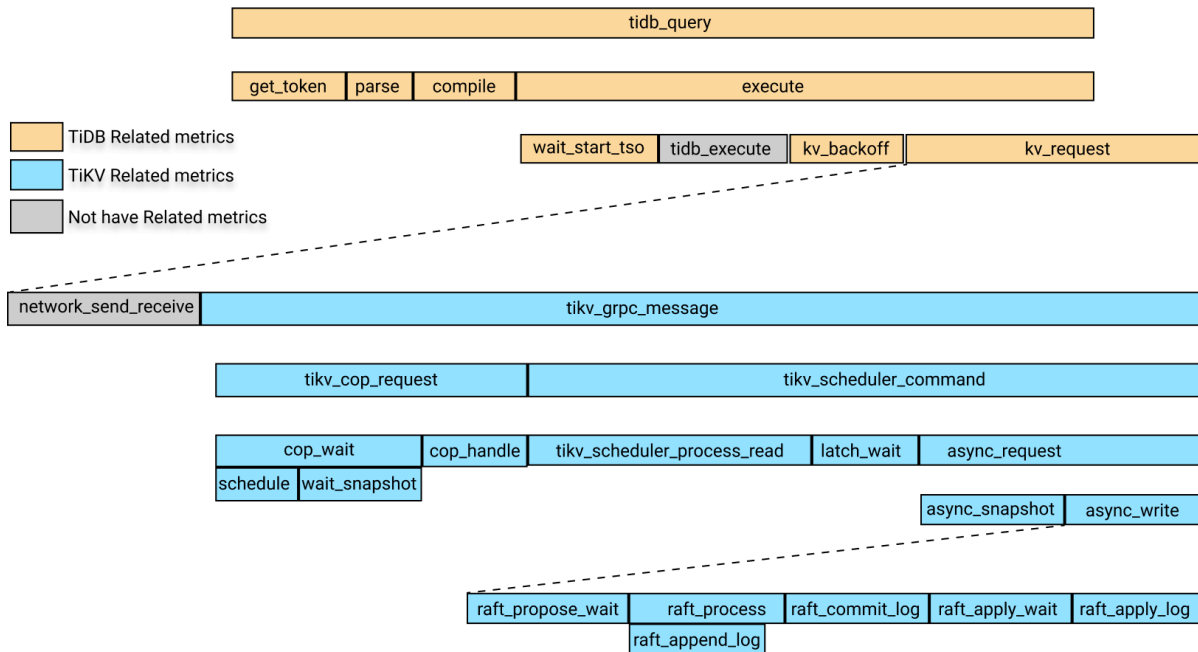 tidb_query
get_token parse compile execute
TiDB Related metrics
wait_start_tso tidb_execute kv_backoff kv_request
TiKV Related metrics
Not have Related metrics
network_send_receive tikv_grpc_message
tikv_cop_request tikv_scheduler_command
cop_wait cop_handle tikv_scheduler_process_read latch_wait async_request
schedule wait_snapshot
async_snapshot async_write
raft_propose_wait raft_process raft_commit_log raft_apply_wait raft_apply_log
raft_append_log